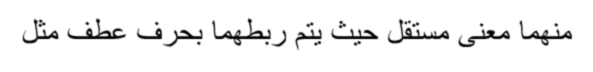 منهما معنى مستقل حيث يتم ربطهما بحرف عطف مثل